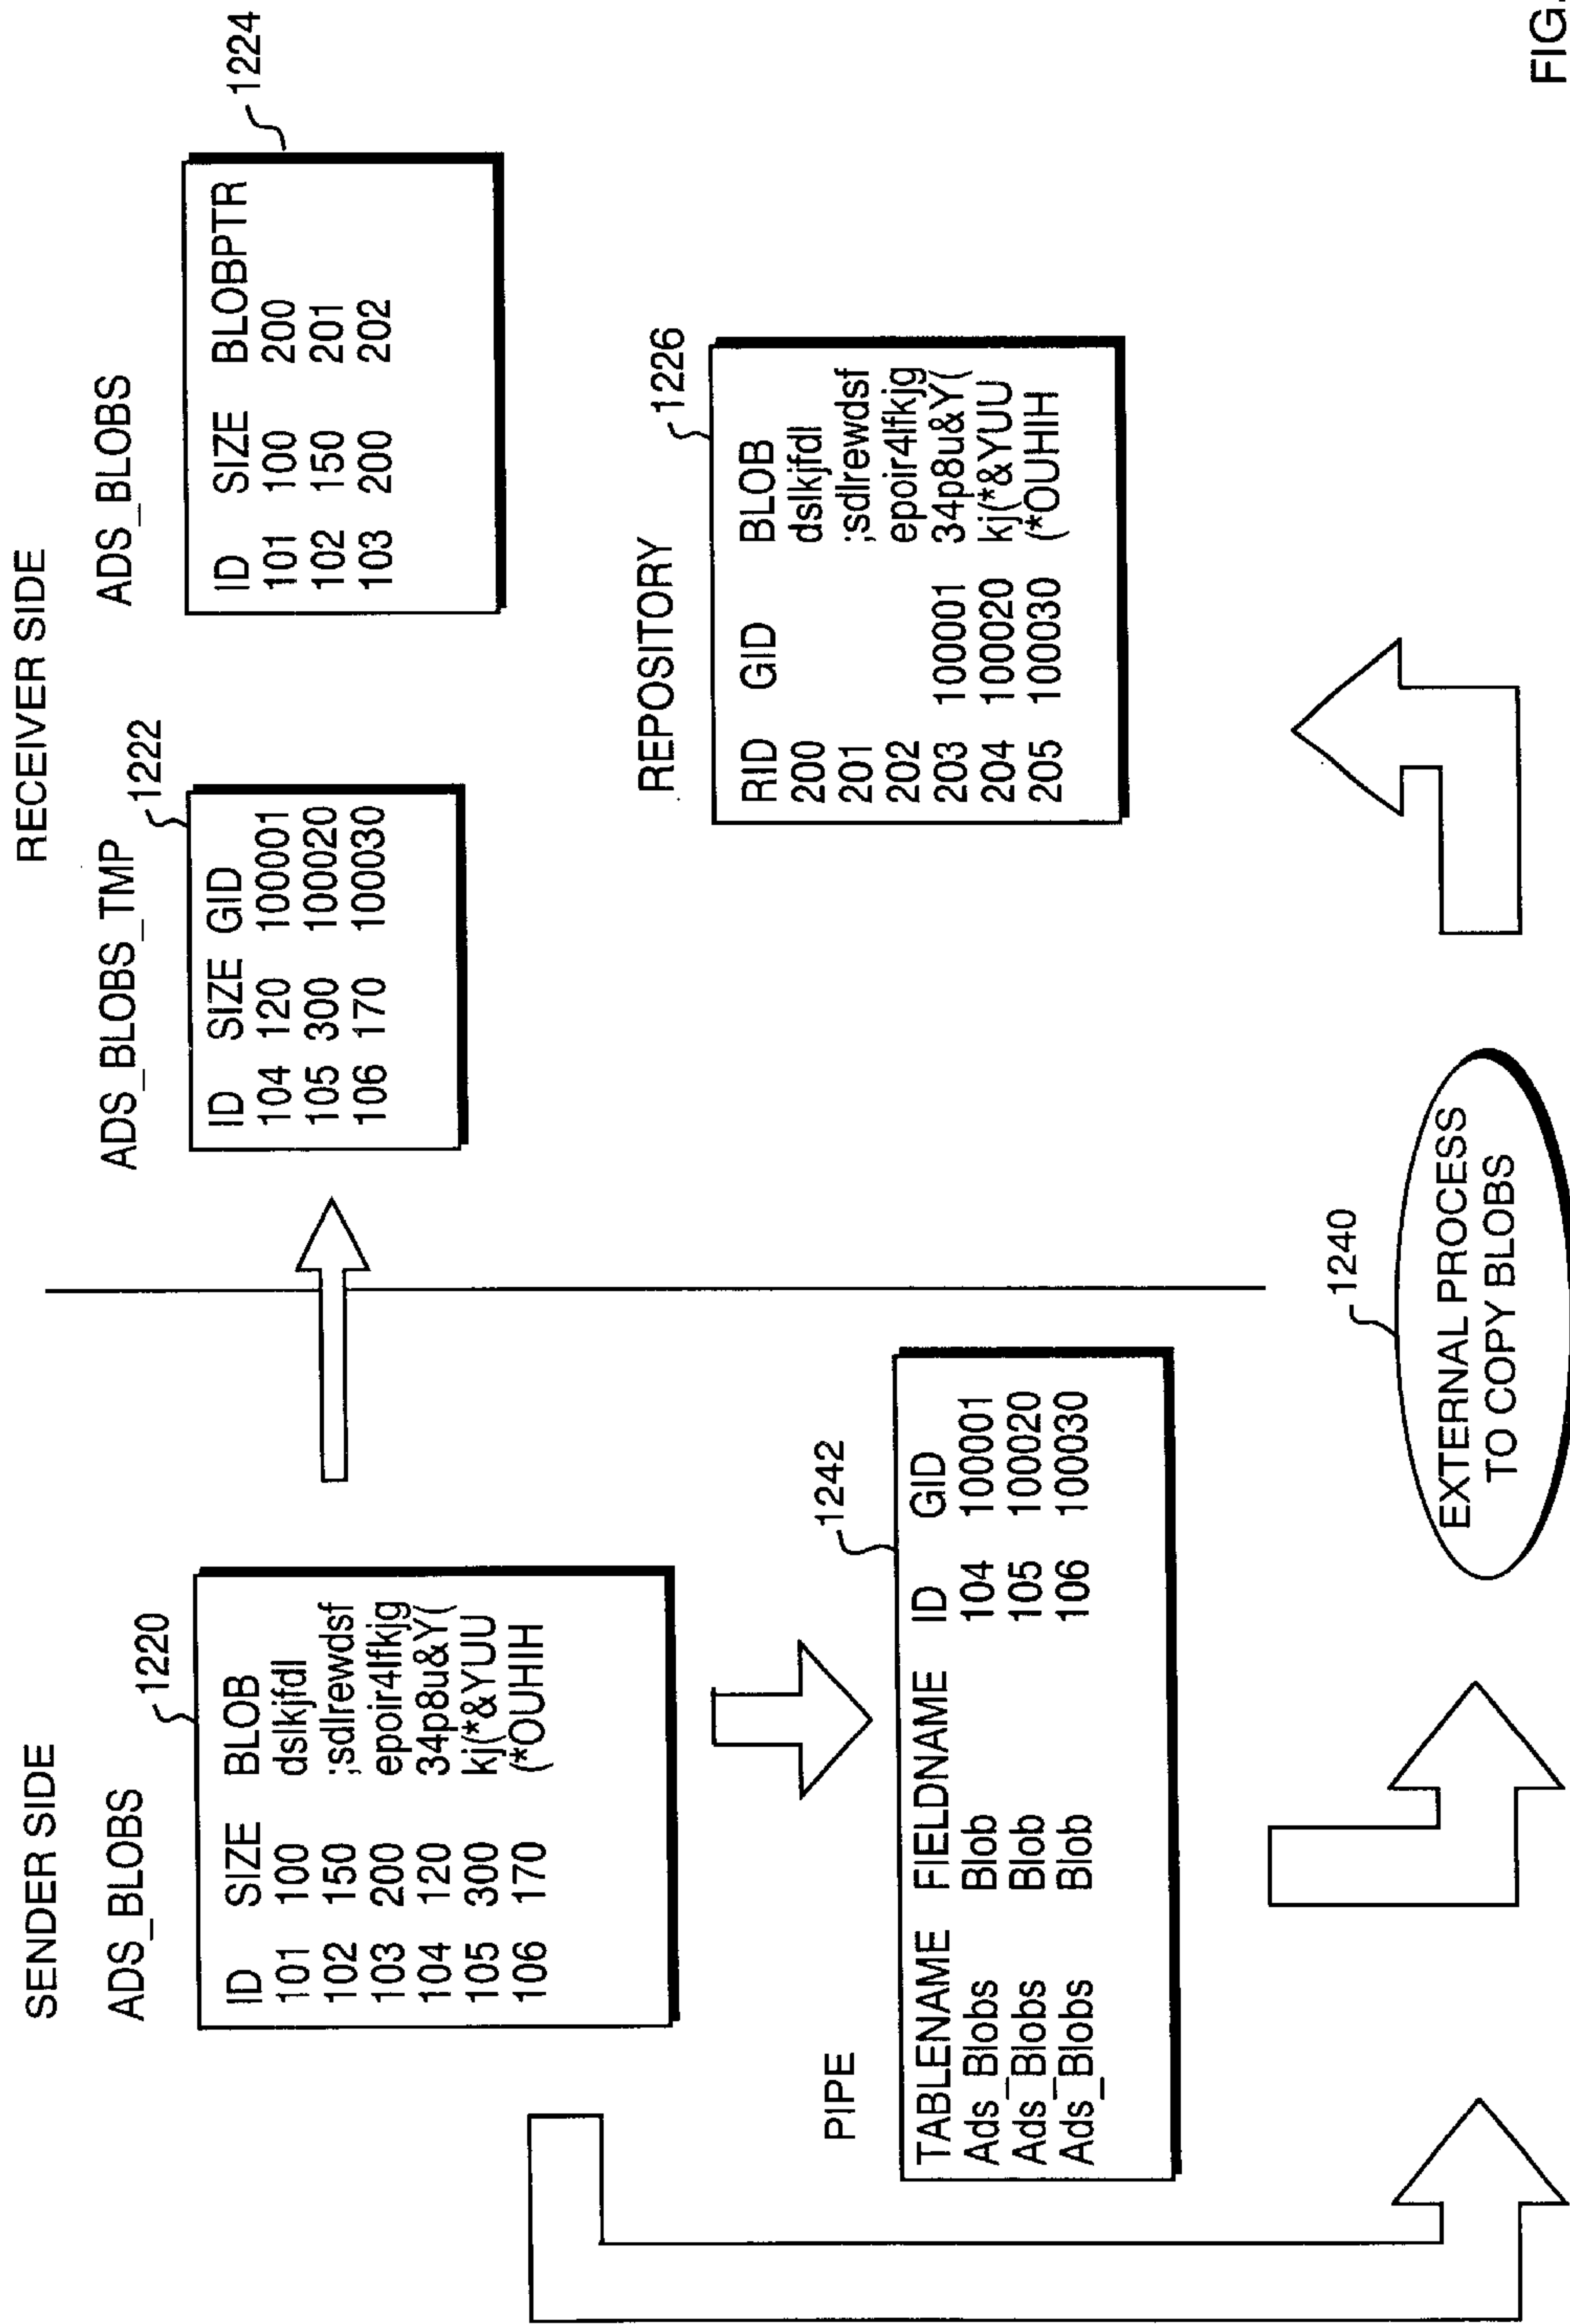 SENDER SIDE
ADS_BLOBS
1220
ID SIZE BLOB
101 100 dslkjfdl
102 150 ;sdlrewdsf
103 200 epoir4lfkjg
104 120 34p8u&Y(
105 300 kj(*&YUU
106 170 (*OUHIH
PIPE
1242
TABLENAME FIELDNAME ID GID
Ads_Blobs Blob 104 100001
Ads_Blobs Blob 105 100020
Ads_Blobs Blob 106 100030
1240
EXTERNAL PROCESS
TO COPY BLOBS
RECEIVER SIDE
ADS_BLOBS_TMP
1222
ID SIZE GID
104 120 100001
105 300 100020
106 170 100030
ADS_BLOBS
1224
ID SIZE BLOBPTR
101 100 200
102 150 201
103 200 202
REPOSITORY
1226
RID GID BLOB
200 dslkjfdl
201 ;sdlrewdsf
202 epoir4lfkjg
203 100001 34p8u&Y(
204 100020 kj(*&YUU
205 100030 (*OUHIH
FIG.